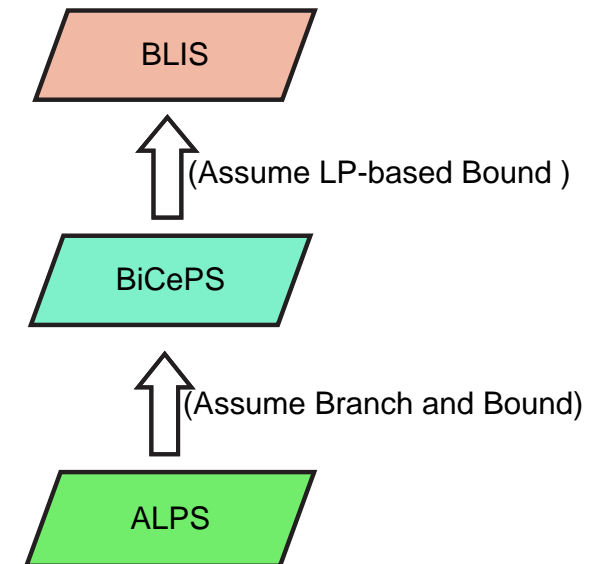 BLIS
(Assume LP-based Bound )
BiCePS
(Assume Branch and Bound)
ALPS